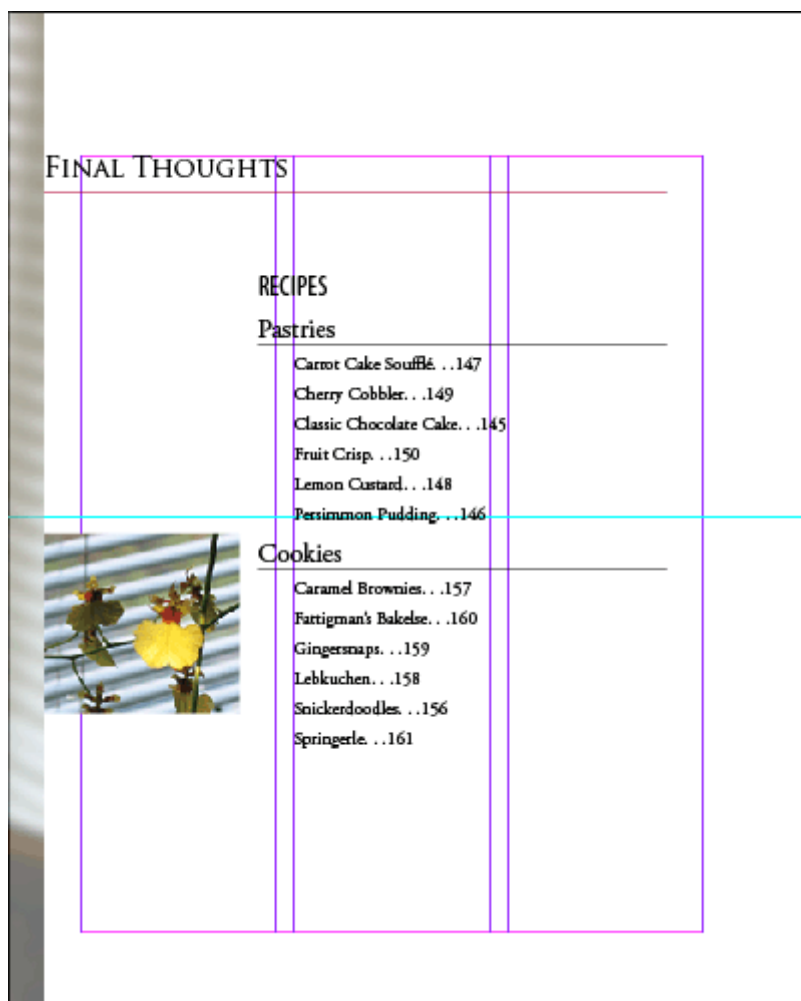 FINAL THOUGHTS
RECIPES
Pastries
Carrot Cake Soufflé. . .147
Cherry Cobbler. . .149
Classic Chocolate Cake. . .145
Fruit Crisp. . .150
Lemon Custard. . .148
Persimmon Pudding. . .146
Cookies
Caramel Brownies. . .157
Fattigman's Bakelse. . .160
Gingersnaps. . .159
Lebkuchen. . .158
Snickerdoodles. . .156
Springerle. . .161